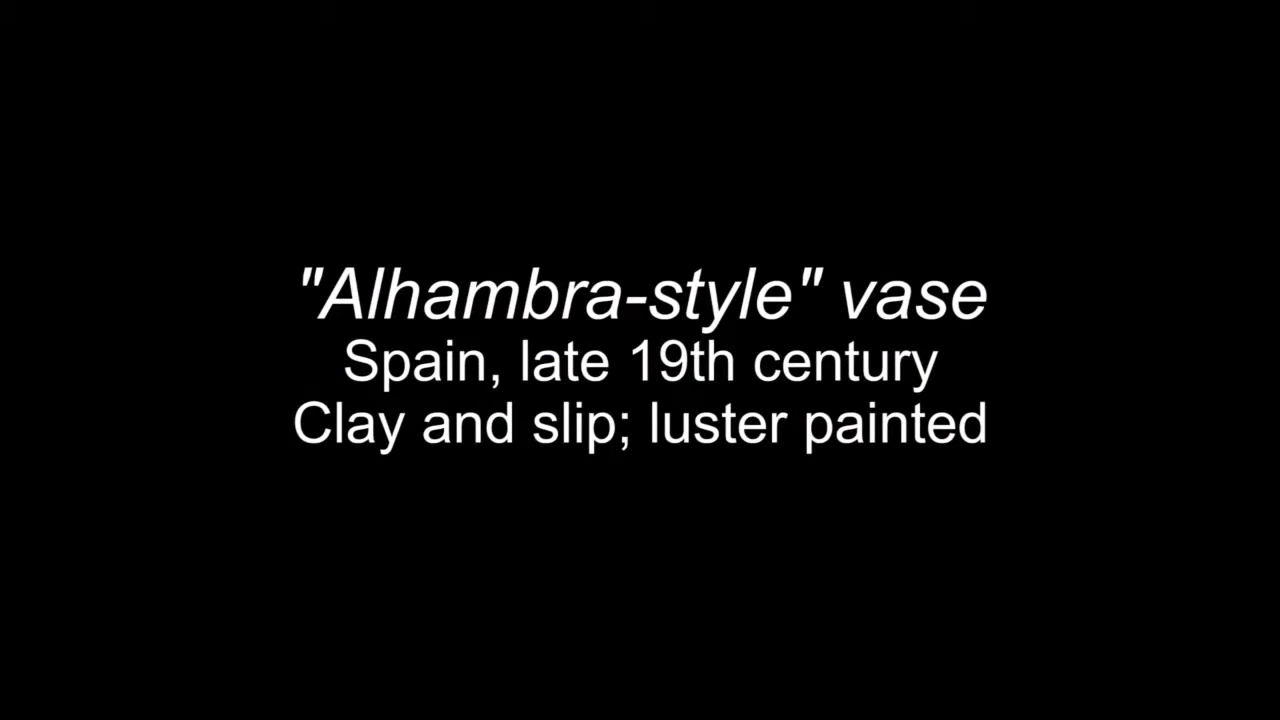 "Alhambra-style" vase
Spain, late 19th century
Clay and slip; luster painted